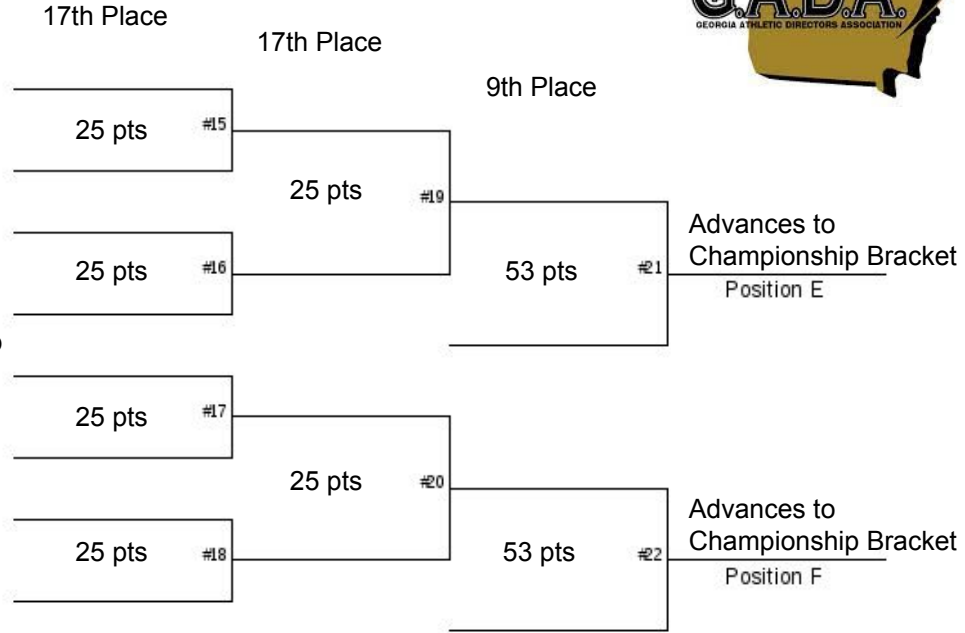 17th Place
17th Place
9th Place
G.A.D.A.
GEORGIA ATHLETIC DIRECTORS ASSOCIATION
25 pts #15
25 pts #19
25 pts #16
53 pts #21
Advances to
Championship Bracket
Position E
25 pts #17
25 pts #20
25 pts #18
53 pts #22
Advances to
Championship Bracket
Position F